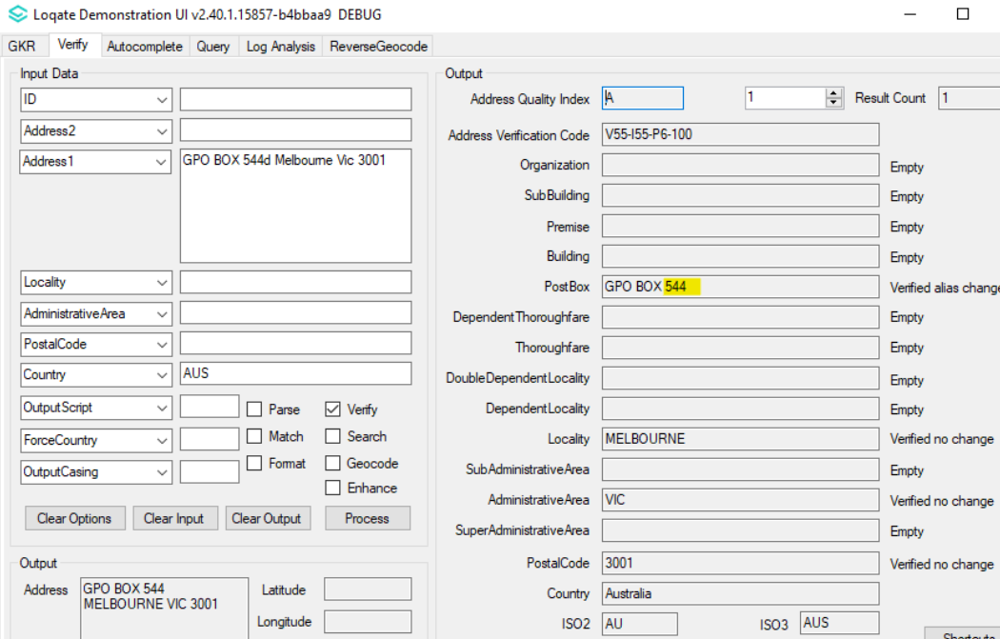 Loqate Demonstration UI v2.40.1.15857-b4bbaa9 DEBUG
GKR Verify Autocomplete Query Log Analysis ReverseGeocode
Input Data
ID
Address2
Address1 GPO BOX 544d Melbourne Vic 3001
Locality
AdministrativeArea
PostalCode
Country AUS
OutputScript Parse Verify
ForceCountry Match Search
OutputCasing Format Geocode
Enhance
Clear Options Clear Input Clear Output Process
Output
Address GPO BOX 544
MELBOURNE VIC 3001
Latitude
Longitude
Output
Address Quality Index A 1 Result Count 1
Address Verification Code V55-I55-P6-100
Organization Empty
SubBuilding Empty
Premise Empty
Building Empty
PostBox GPO BOX 544 Verified alias change
DependentThoroughfare Empty
Thoroughfare Empty
DoubleDependentLocality Empty
DependentLocality Empty
Locality MELBOURNE Verified no change
SubAdministrativeArea Empty
AdministrativeArea VIC Verified no change
SuperAdministrativeArea Empty
PostalCode 3001 Verified no change
Country Australia
ISO2 AU ISO3 AUS